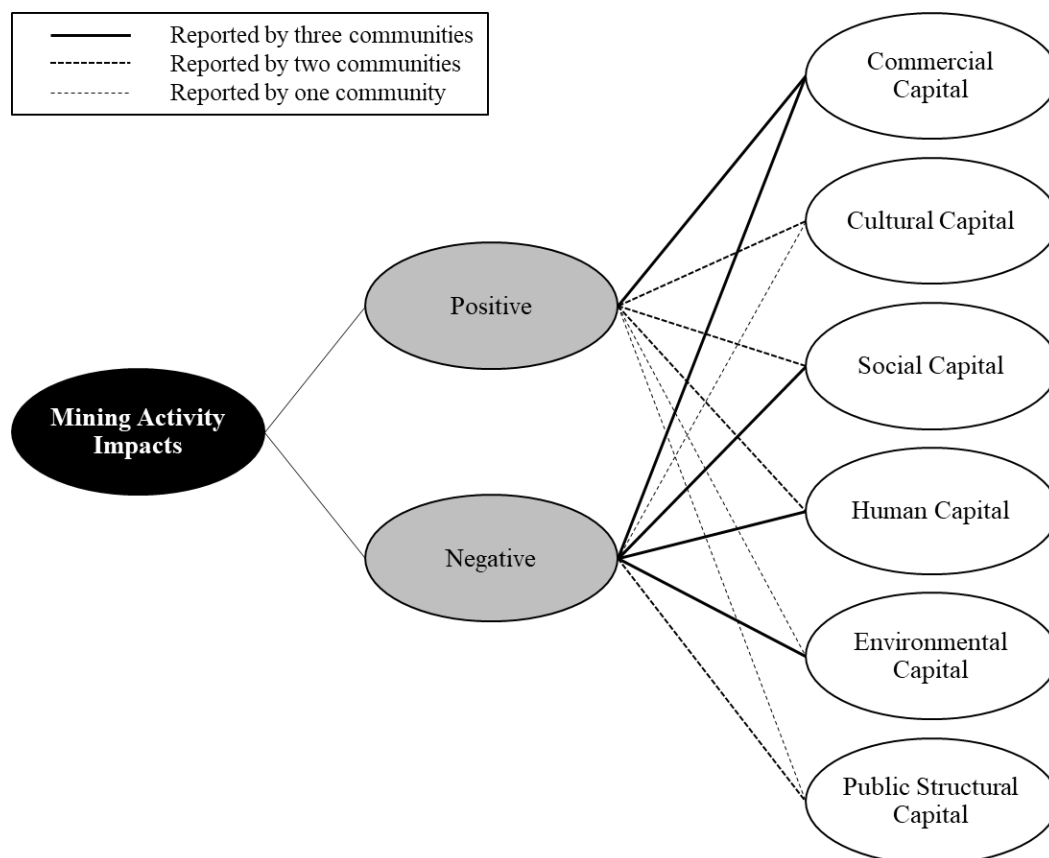 Reported by three communities
Reported by two communities
Reported by one community
Commercial
Capital
Cultural Capital
Positive
Social Capital
Mining Activity
Impacts
Human Capital
Negative
Environmental
Capital
Public Structural
Capital